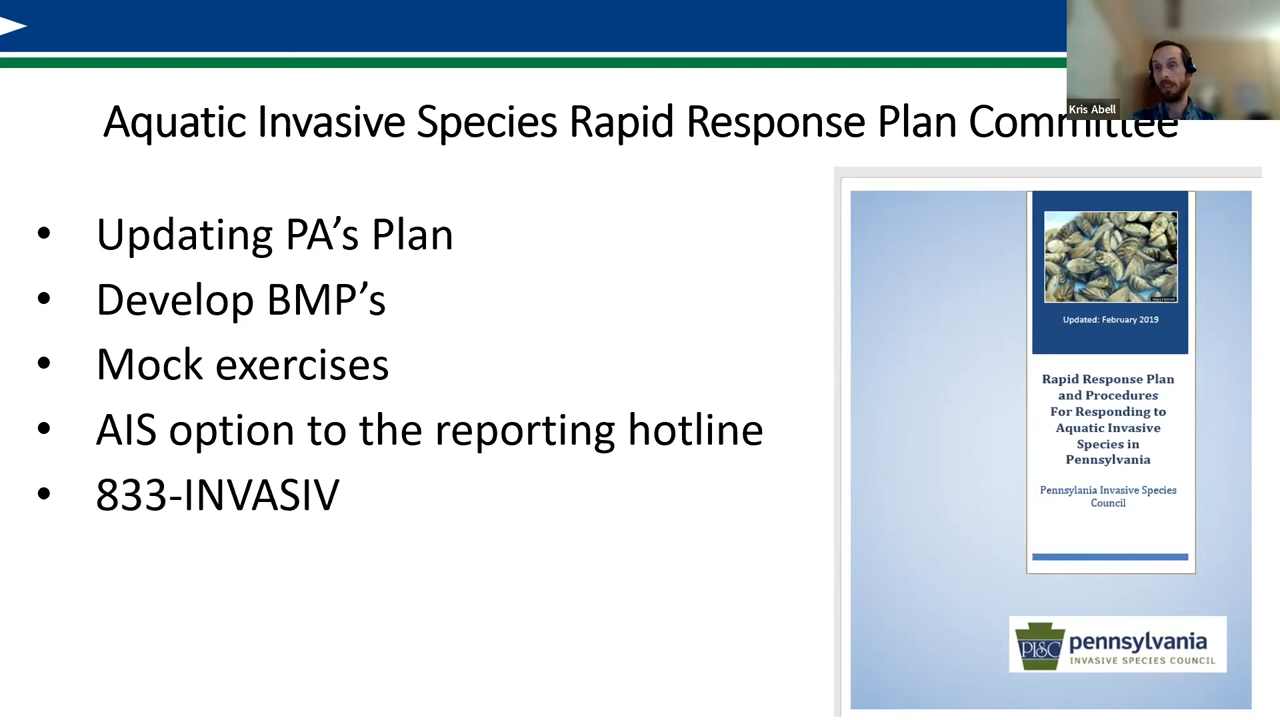 Kris Abell
Aquatic Invasive Species Rapid Response Plan Committee
• Updating PA’s Plan
• Develop BMP’s
• Mock exercises
• AIS option to the reporting hotline
• 833-INVASIV
Updated: February 2019
Rapid Response Plan
and Procedures
For Responding to
Aquatic Invasive
Species in
Pennsylvania
Pennsylania Invasive Species
Council
PISC
pennsylvania
INVASIVE SPECIES COUNCIL